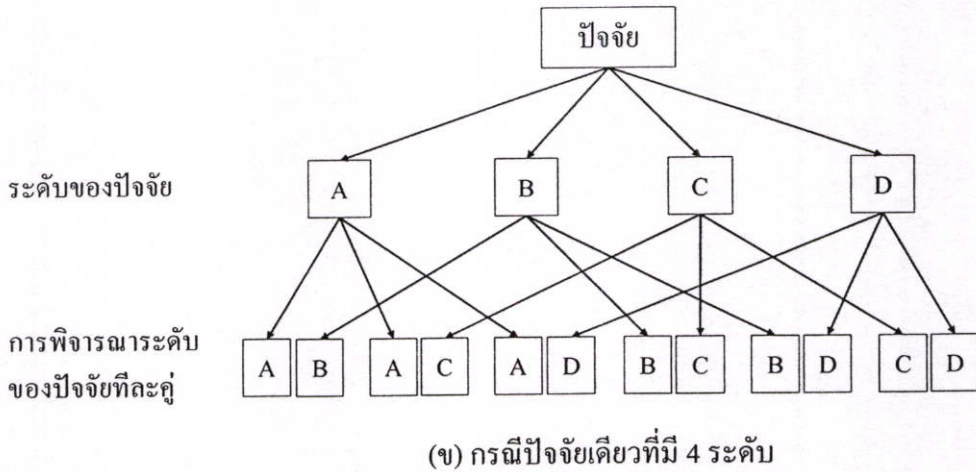 ปัจจัย
ระดับของปัจจัย
A B C D
การพิจารณาระดับ
ของปัจจัยทีละคู่
A B A C A D B C B D C D
(ข) กรณีปัจจัยเดียวที่มี 4 ระดับ